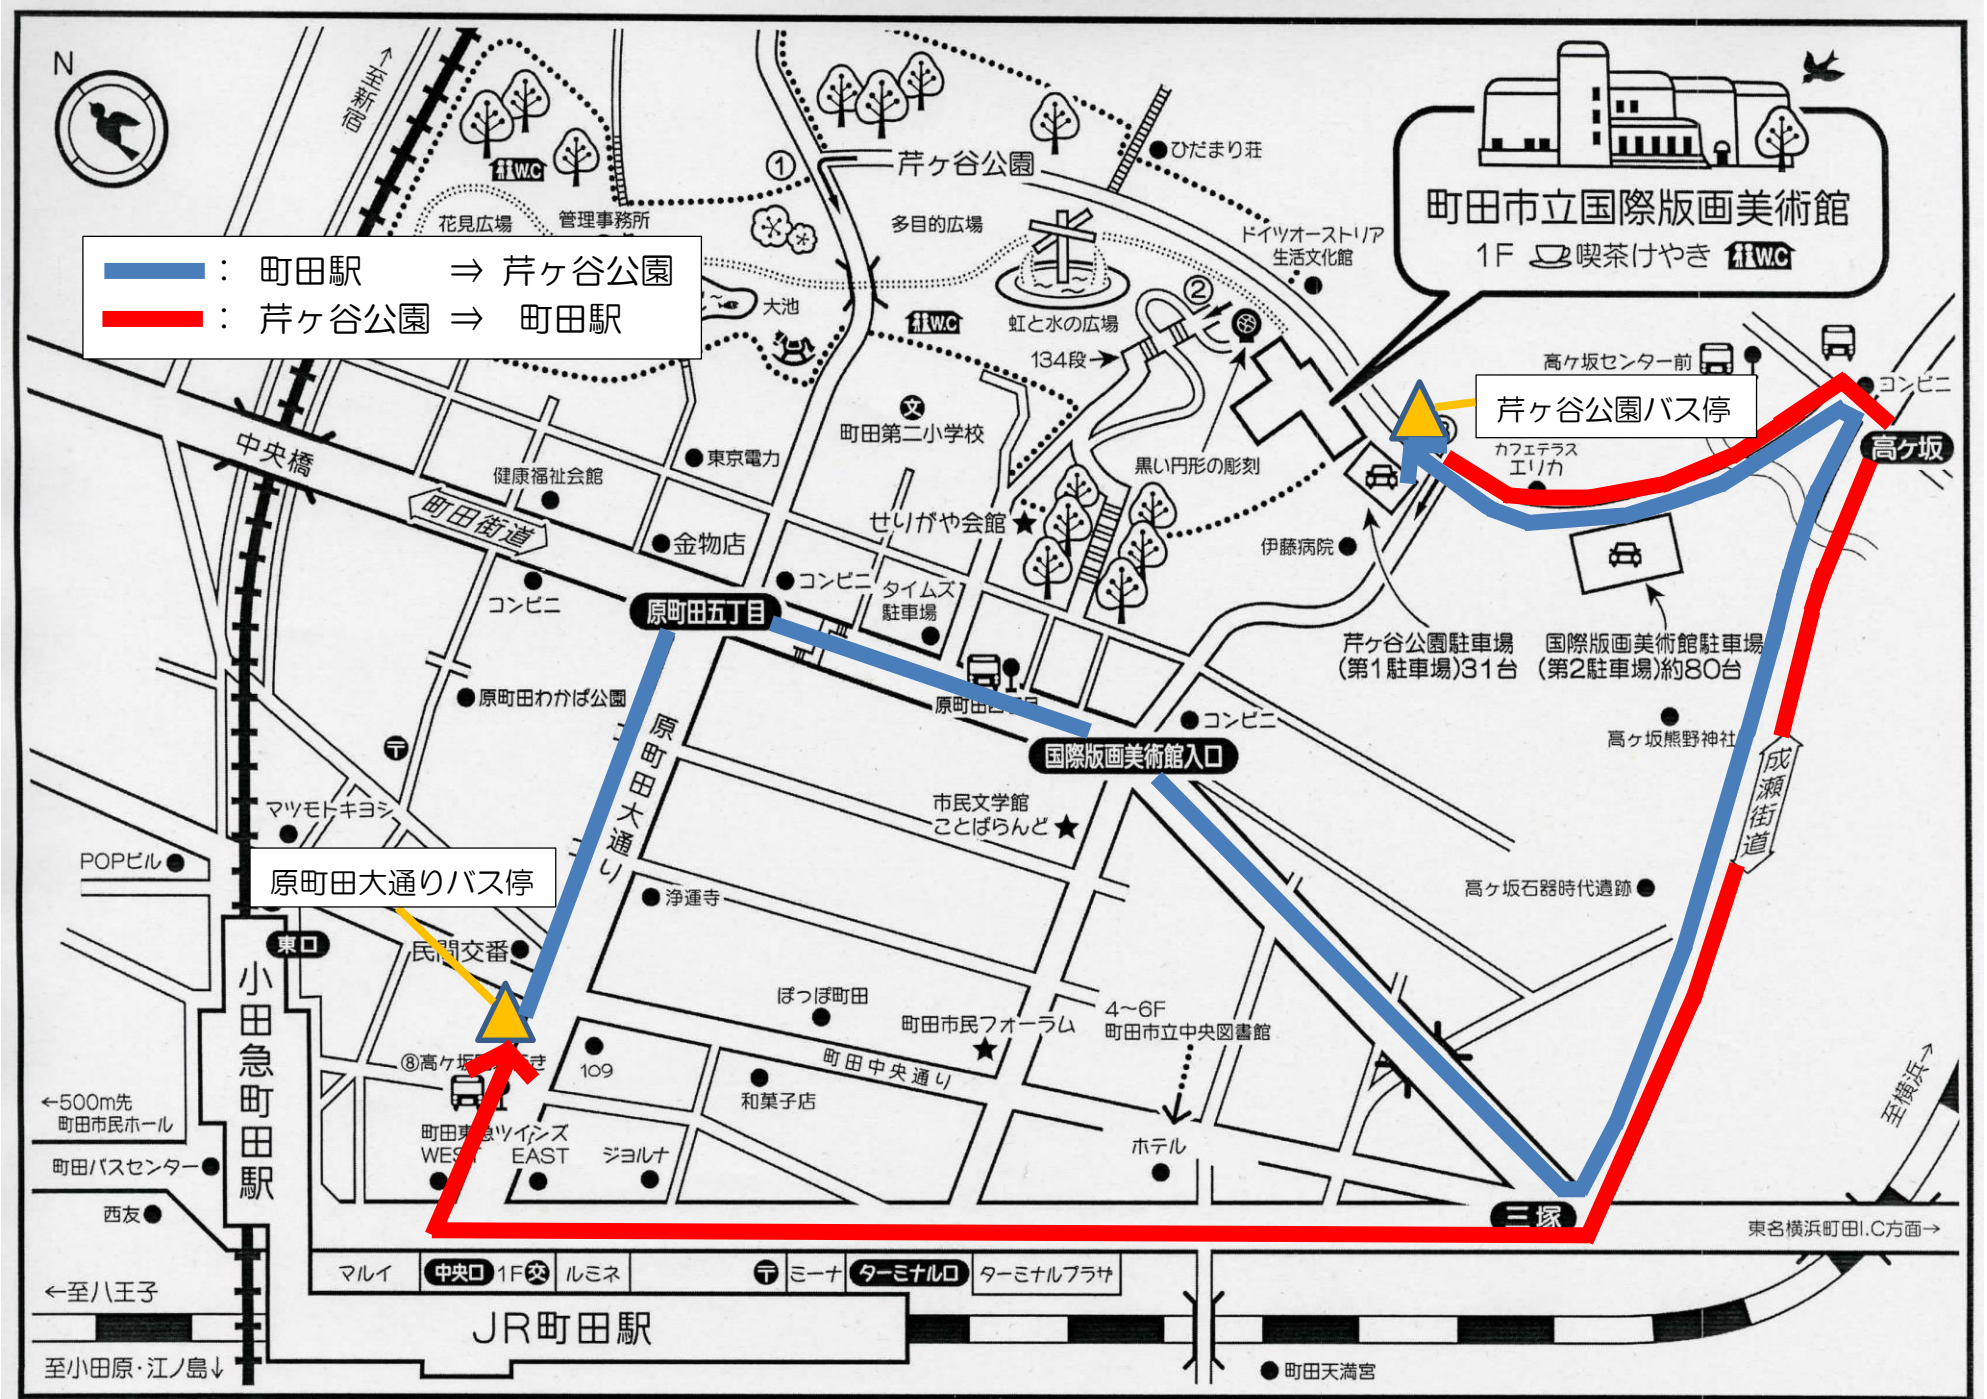 N
↑至新宿
①
芹ヶ谷公園
ひだまり荘
W.C
花見広場
管理事務所
多目的広場
ドイツオーストリア
生活文化館
町田市立国際版画美術館
1F 喫茶けやき W.C
： 町田駅 ⇒ 芹ヶ谷公園
： 芹ヶ谷公園 ⇒ 町田駅
大池
W.C
虹と水の広場
②
134段→
高ヶ坂センター前
コンビニ
芹ヶ谷公園バス停
高ヶ坂
カフェテラス
エリカ
中央橋
町田街道
健康福祉会館
東京電力
文
町田第二小学校
黒い円形の彫刻
金物店
せりがや会館
伊藤病院
コンビニ
コンビニ
タイムズ
駐車場
原町田五丁目
芹ヶ谷公園駐車場
(第1駐車場)31台
国際版画美術館駐車場
(第2駐車場)約80台
原町田わかば公園
原町田大通り
コンビニ
国際版画美術館入口
高ヶ坂熊野神社
成瀬街道
〒
マツモトキヨシ
市民文学館
ことばらんど
POPビル
原町田大通りバス停
浄運寺
高ヶ坂石器時代遺跡
東口
民間交番
小田急町田駅
ぽっぽ町田
町田市民フォーラム
4～6F
町田市立中央図書館
109
町田中央通り
和菓子店
←500m先
町田市民ホール
町田東急ツインズ
WEST EAST
ジョルナ
ホテル
至横浜→
町田バスセンター
西友
三塚
東名横浜町田I.C方面→
マルイ
中央口 1F 交
ルミネ
〒
ミーナ
ターミナル口
ターミナルプラザ
←至八王子
JR町田駅
至小田原・江ノ島↓
町田天満宮